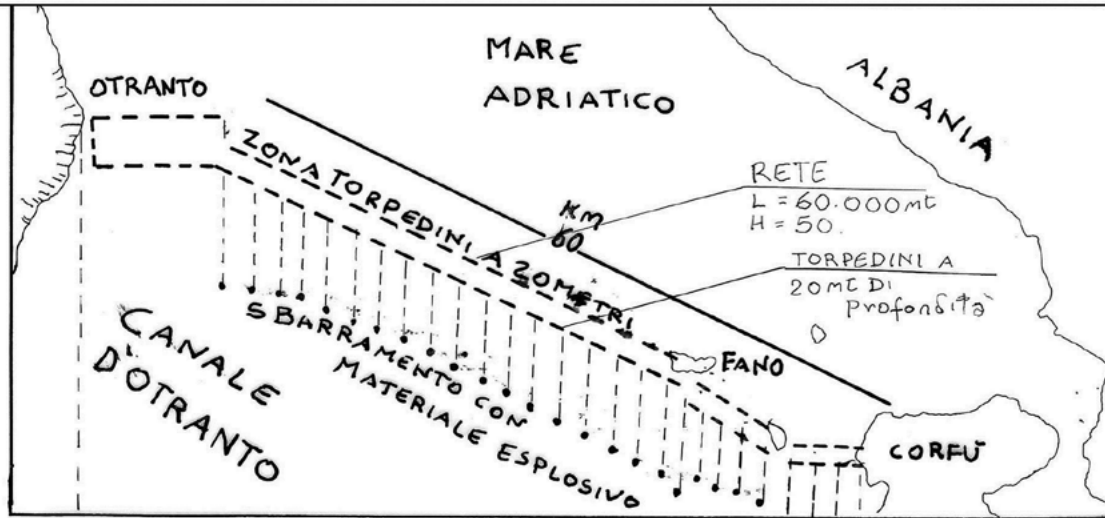 MARE
ADRIATICO
OTRANTO
ALBANIA
ZONA TORPEDINI A 20 METRI
KM
60
RETE
L = 60.000 mt
H = 50.
TORPEDINI A
20 mt DI
Profondità
SBARRAMENTO CON
MATERIALE ESPLOSIVO
CANALE
D'OTRANTO
FANO
CORFÙ